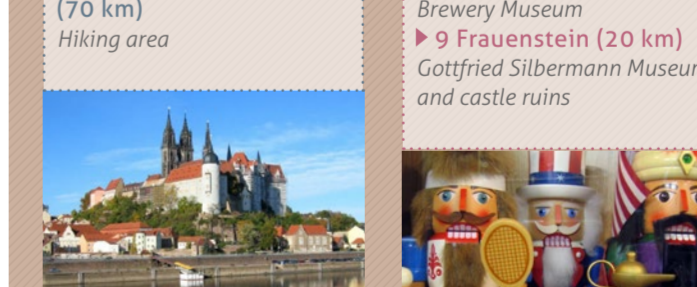 (70 km)
Hiking area
Brewery Museum
▶ 9 Frauenstein (20 km)
Gottfried Silbermann Museum
and castle ruins